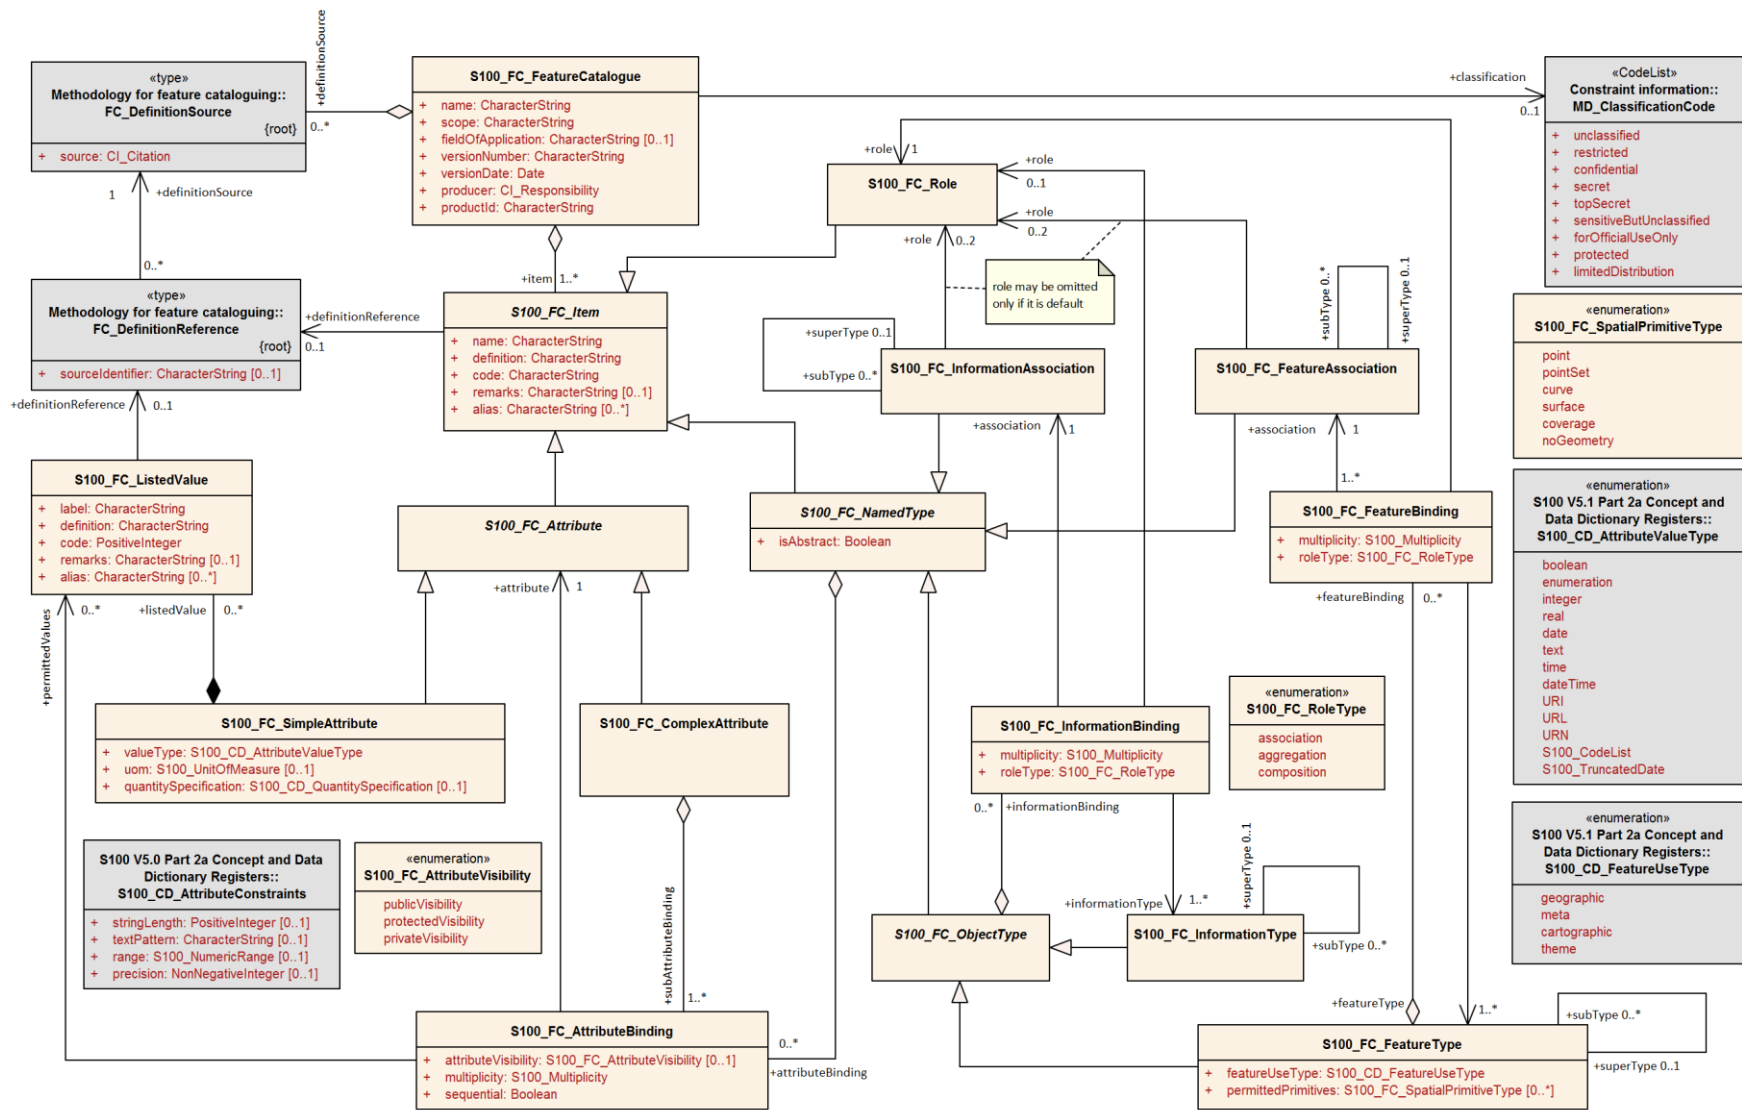 «type»
Methodology for feature cataloguing::
FC_DefinitionSource
{root}
+ source: CI_Citation
+definitionSource
0..*
S100_FC_FeatureCatalogue
+ name: CharacterString
+ scope: CharacterString
+ fieldOfApplication: CharacterString [0..1]
+ versionNumber: CharacterString
+ versionDate: Date
+ producer: CI_Responsibility
+ productId: CharacterString
+classification
0..1
«CodeList»
Constraint information::
MD_ClassificationCode
+ unclassified
+ restricted
+ confidential
+ secret
+ topSecret
+ sensitiveButUnclassified
+ forOfficialUseOnly
+ protected
+ limitedDistribution
1
+definitionSource
0..*
+role
1
S100_FC_Role
+role
0..1
+role
0..2
+role
0..2
role may be omitted
only if it is default
+item
1..*
«type»
Methodology for feature cataloguing::
FC_DefinitionReference
{root}
+ sourceIdentifier: CharacterString [0..1]
+definitionReference
0..1
S100_FC_Item
+ name: CharacterString
+ definition: CharacterString
+ code: CharacterString
+ remarks: CharacterString [0..1]
+ alias: CharacterString [0..*]
+superType 0..1
+subType 0..*
S100_FC_InformationAssociation
+subType 0..*
+superType 0..1
S100_FC_FeatureAssociation
«enumeration»
S100_FC_SpatialPrimitiveType
point
pointSet
curve
surface
coverage
noGeometry
+definitionReference
0..1
+association
1
+association
1
1..*
S100_FC_ListedValue
+ label: CharacterString
+ definition: CharacterString
+ code: PositiveInteger
+ remarks: CharacterString [0..1]
+ alias: CharacterString [0..*]
S100_FC_Attribute
S100_FC_NamedType
+ isAbstract: Boolean
S100_FC_FeatureBinding
+ multiplicity: S100_Multiplicity
+ roleType: S100_FC_RoleType
«enumeration»
S100 V5.1 Part 2a Concept and
Data Dictionary Registers::
S100_CD_AttributeValueType
boolean
enumeration
integer
real
date
text
time
dateTime
URI
URL
URN
S100_CodeList
S100_TruncatedDate
+permittedValues
0..*
+listedValue
0..*
+attribute
1
+featureBinding
0..*
S100_FC_SimpleAttribute
+ valueType: S100_CD_AttributeValueType
+ uom: S100_UnitOfMeasure [0..1]
+ quantitySpecification: S100_CD_QuantitySpecification [0..1]
S100_FC_ComplexAttribute
S100_FC_InformationBinding
+ multiplicity: S100_Multiplicity
+ roleType: S100_FC_RoleType
«enumeration»
S100_FC_RoleType
association
aggregation
composition
0..*
+informationBinding
S100 V5.0 Part 2a Concept and Data
Dictionary Registers::
S100_CD_AttributeConstraints
+ stringLength: PositiveInteger [0..1]
+ textPattern: CharacterString [0..1]
+ range: S100_NumericRange [0..1]
+ precision: NonNegativeInteger [0..1]
«enumeration»
S100_FC_AttributeVisibility
publicVisibility
protectedVisibility
privateVisibility
+subAttributeBinding
1..*
+informationType
1..*
+superType 0..1
+subType 0..*
S100_FC_ObjectType
S100_FC_InformationType
«enumeration»
S100 V5.1 Part 2a Concept and
Data Dictionary Registers::
S100_CD_FeatureUseType
geographic
meta
cartographic
theme
+featureType
1..*
+subType 0..*
+superType 0..1
S100_FC_AttributeBinding
+ attributeVisibility: S100_FC_AttributeVisibility [0..1]
+ multiplicity: S100_Multiplicity
+ sequential: Boolean
0..*
+attributeBinding
S100_FC_FeatureType
+ featureUseType: S100_CD_FeatureUseType
+ permittedPrimitives: S100_FC_SpatialPrimitiveType [0..*]